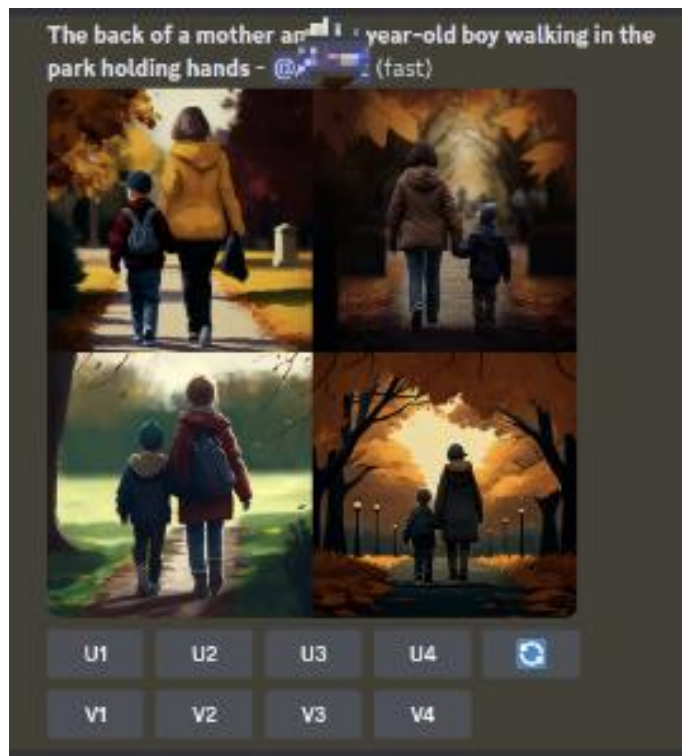 The back of a mother year-old boy walking in the
park holding hands - (fast)
U1 U2 U3 U4
V1 V2 V3 V4